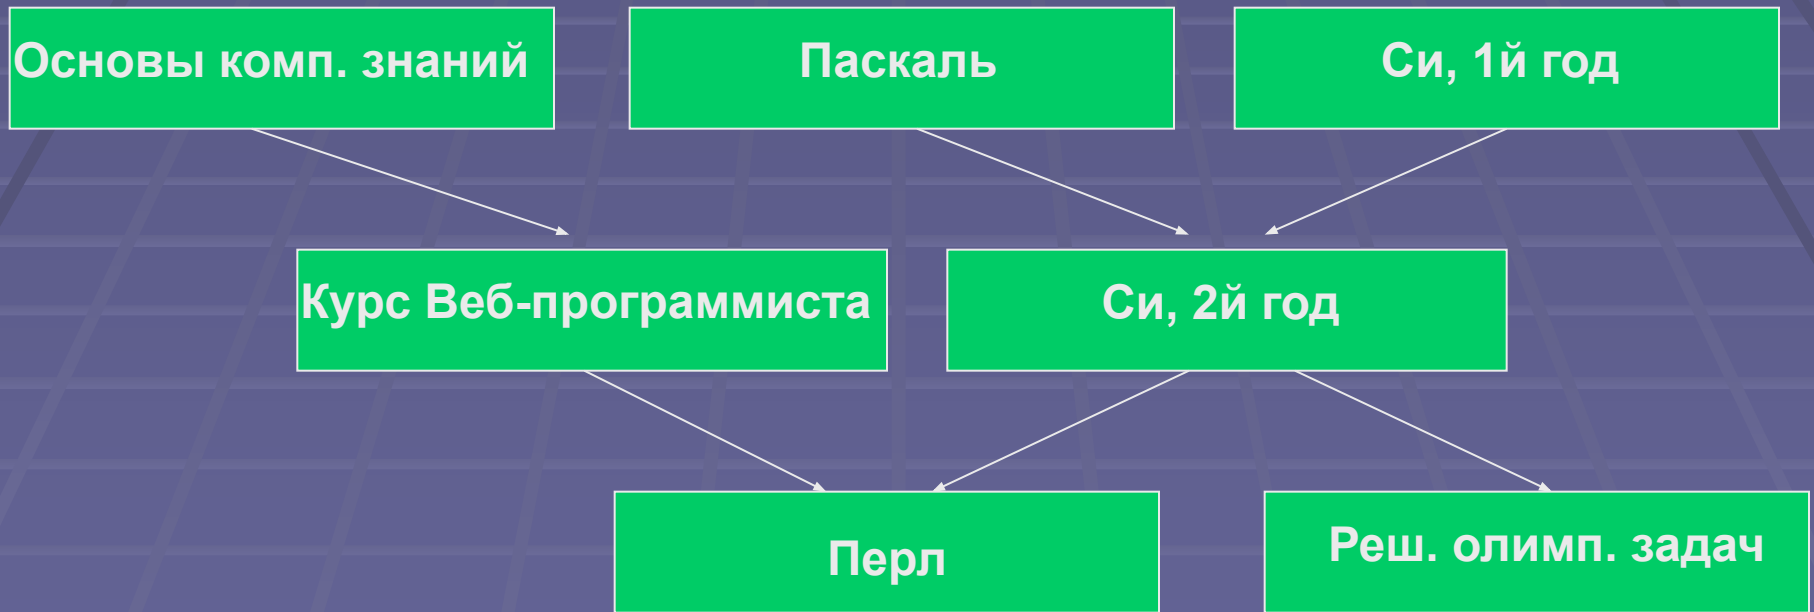 Основы комп. знаний
Паскаль
Си, 1й год
Курс Веб-программиста
Си, 2й год
Перл
Реш. олимп. задач